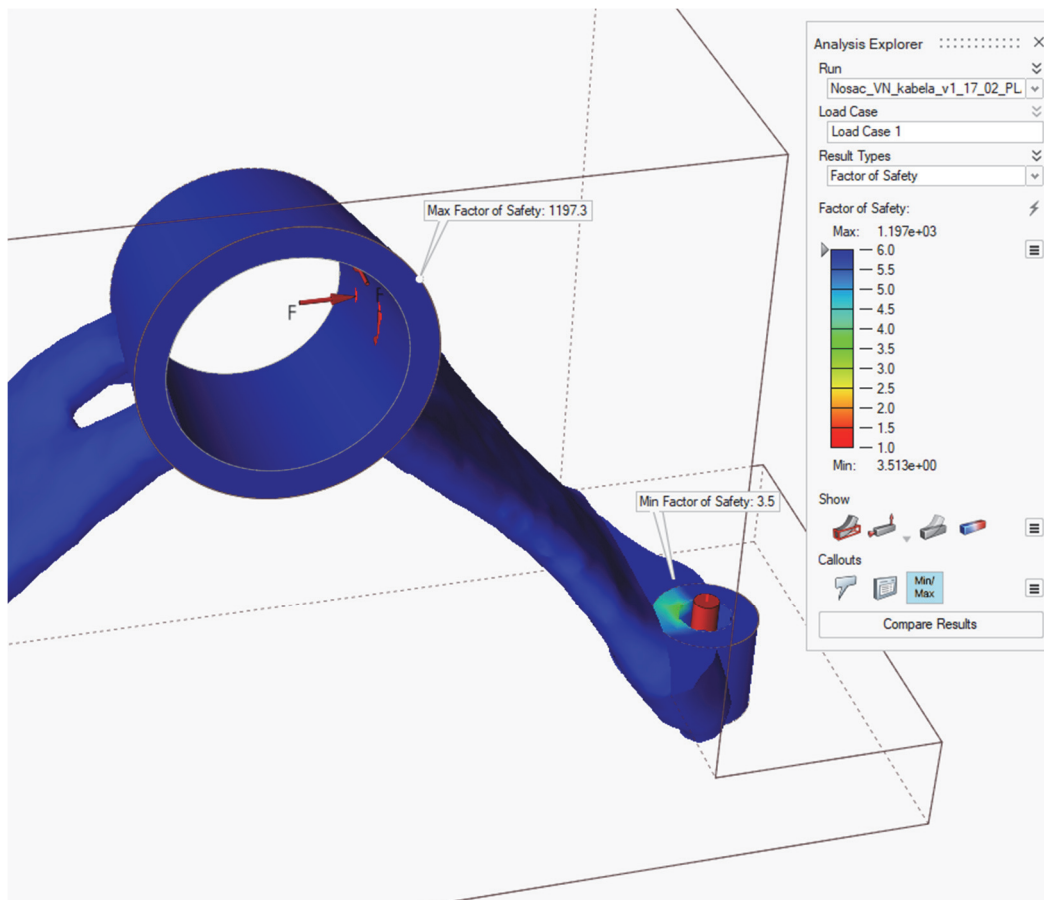 Analysis Explorer
Run
Nosac_VN_kabela_v1_17_02_PL
Load Case
Load Case 1
Result Types
Factor of Safety
Factor of Safety:
Max: 1.197e+03
6.0
5.5
5.0
4.5
4.0
3.5
3.0
2.5
2.0
1.5
1.0
Min: 3.513e+00
Show
Callouts
Min/
Max
Compare Results
Max Factor of Safety: 1197.3
F
F
Min Factor of Safety: 3.5